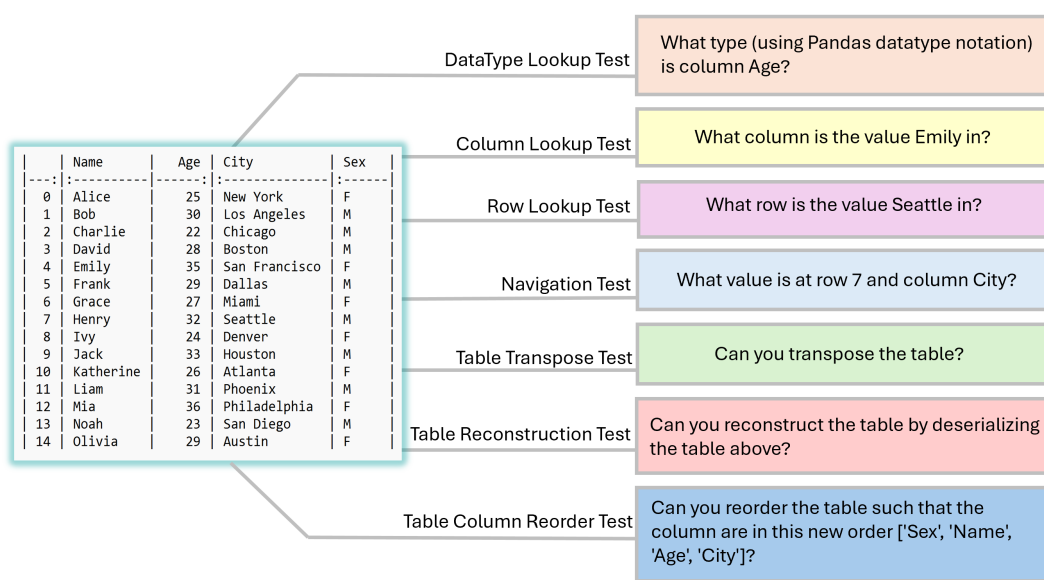 DataType Lookup Test
What type (using Pandas datatype notation)
is column Age?
Column Lookup Test
What column is the value Emily in?
Row Lookup Test
What row is the value Seattle in?
Navigation Test
What value is at row 7 and column City?
Table Transpose Test
Can you transpose the table?
Table Reconstruction Test
Can you reconstruct the table by deserializing
the table above?
Table Column Reorder Test
Can you reorder the table such that the
column are in this new order ['Sex', 'Name',
'Age', 'City']?
|    | Name      |   Age | City          | Sex   |
|---:|:----------|------:|:--------------|:------|
|  0 | Alice     |    25 | New York      | F     |
|  1 | Bob       |    30 | Los Angeles   | M     |
|  2 | Charlie   |    22 | Chicago       | M     |
|  3 | David     |    28 | Boston        | M     |
|  4 | Emily     |    35 | San Francisco | F     |
|  5 | Frank     |    29 | Dallas        | M     |
|  6 | Grace     |    27 | Miami         | F     |
|  7 | Henry     |    32 | Seattle       | M     |
|  8 | Ivy       |    24 | Denver        | F     |
|  9 | Jack      |    33 | Houston       | M     |
| 10 | Katherine |    26 | Atlanta       | F     |
| 11 | Liam      |    31 | Phoenix       | M     |
| 12 | Mia       |    36 | Philadelphia  | F     |
| 13 | Noah      |    23 | San Diego     | M     |
| 14 | Olivia    |    29 | Austin        | F     |